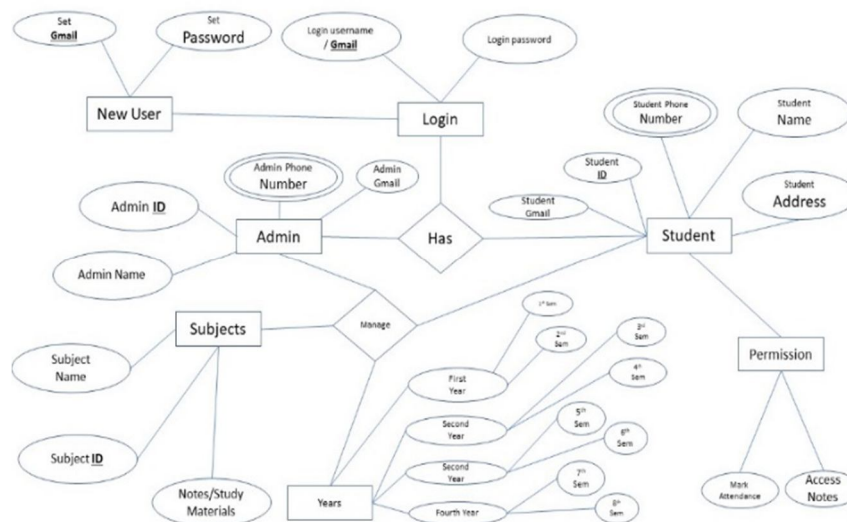 Set
Gmail
Set
Password
Login username
/ Gmail
Login password
New User
Login
Student Phone
Number
Student
Name
Admin Phone
Number
Admin
Gmail
Student
ID
Student
Gmail
Student
Address
Admin ID
Admin
Has
Student
Admin Name
Subjects
Manage
1st Sem
2nd
Sem
3rd
Sem
Subject
Name
First
Year
4th
Sem
Permission
Second
Year
5th
Sem
6th
Sem
Subject ID
Second
Year
7th
Sem
Mark
Attendance
Access
Notes
Notes/Study
Materials
Years
Fourth Year
8th
Sem